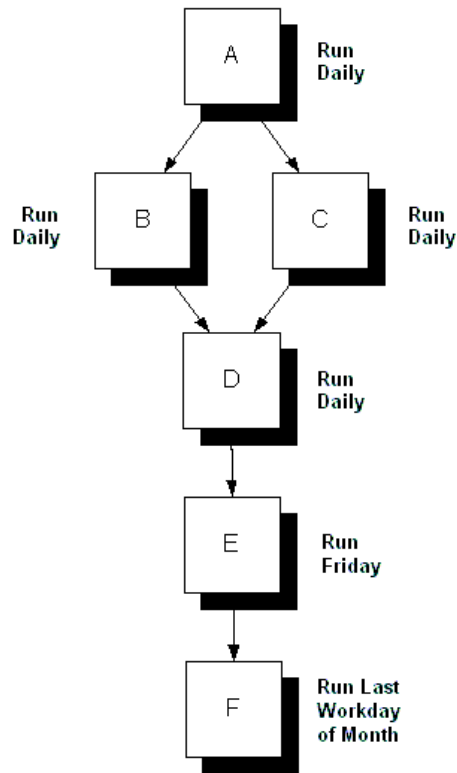 A
Run
Daily
B
Run
Daily
C
Run
Daily
D
Run
Daily
E
Run
Friday
F
Run Last
Workday
of Month